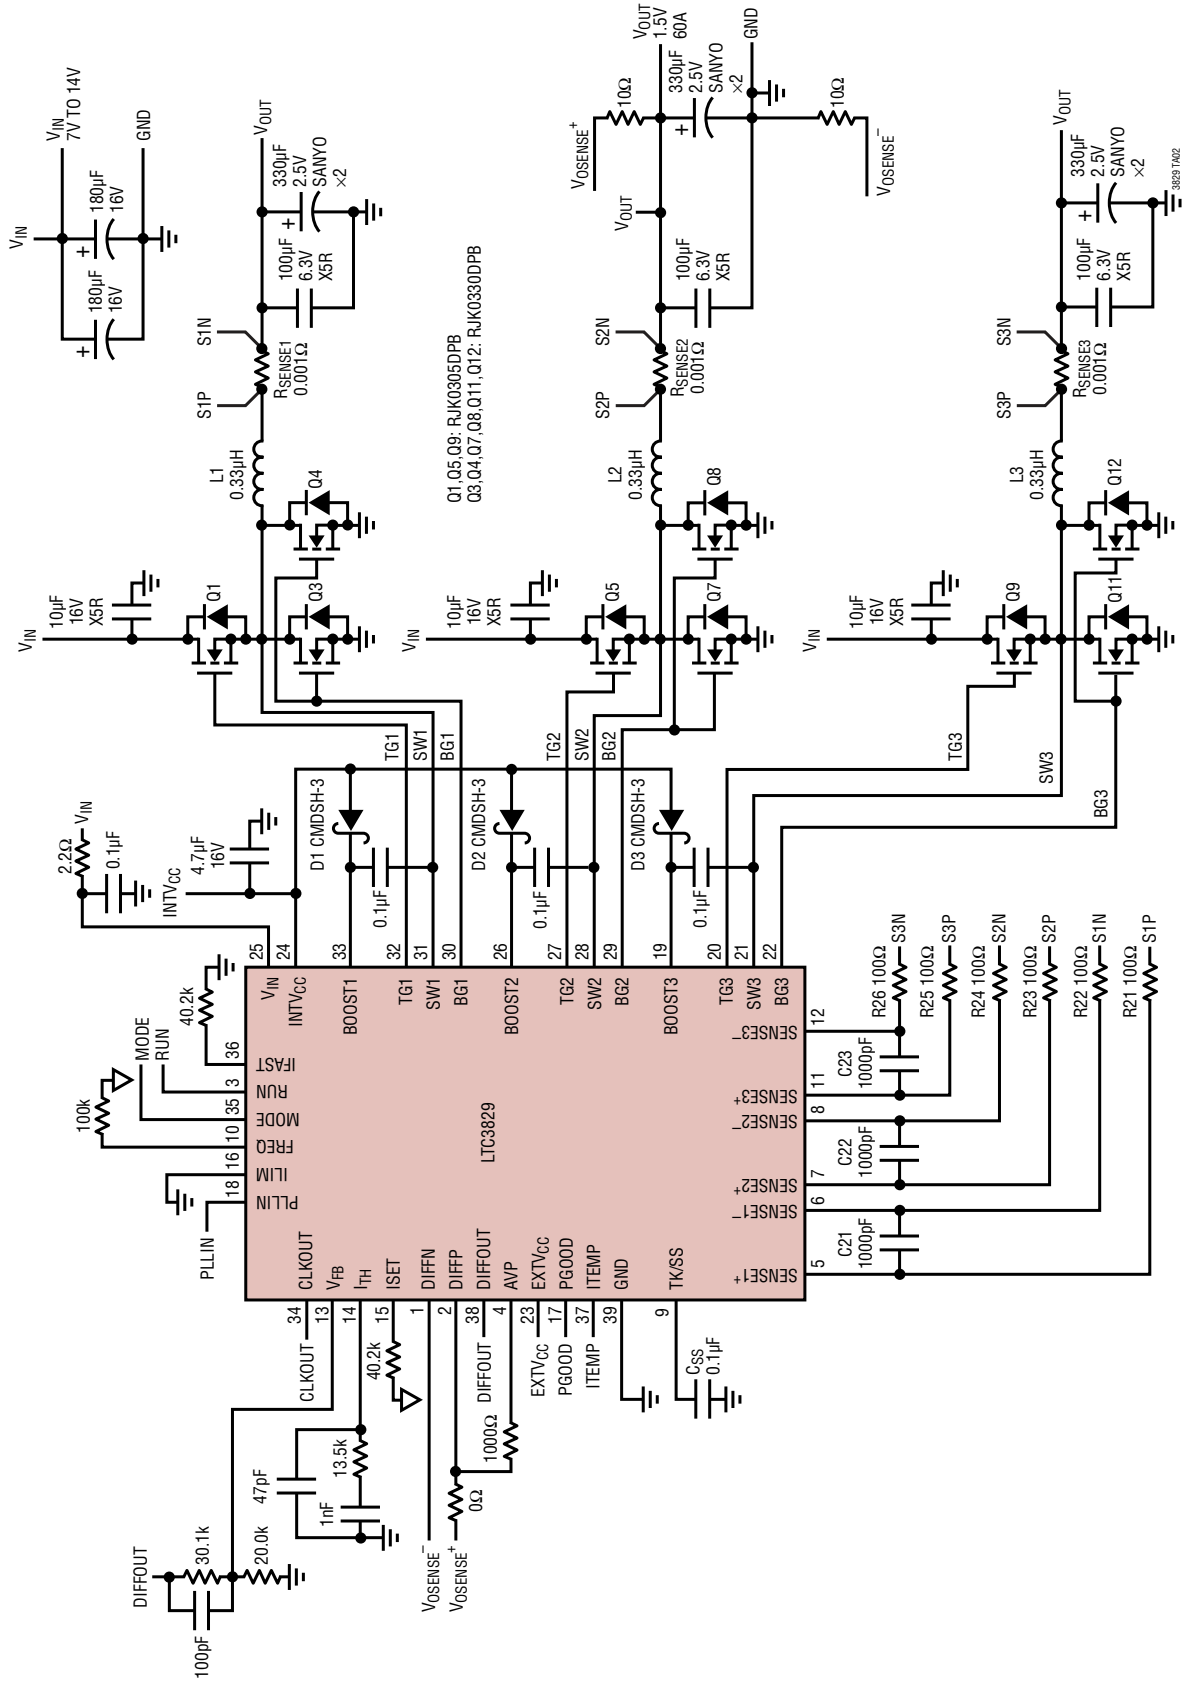 VIN
VIN
7V TO 14V
180µF
16V
180µF
16V
GND
VIN
10µF
16V
X5R
Q1
Q3
Q4
L1
0.33µH
S1P
S1N
RSENSE1
0.001Ω
100µF
6.3V
X5R
330µF
2.5V
SANYO
×2
VOUT
Q1,Q5,Q9: RJK0305DPB
Q3,Q4,Q7,Q8,Q11,Q12: RJK0330DPB
VIN
10µF
16V
X5R
Q5
Q7
Q8
L2
0.33µH
S2P
S2N
RSENSE2
0.001Ω
100µF
6.3V
X5R
VOUT
VOSENSE+
10Ω
330µF
2.5V
SANYO
×2
VOUT
1.5V
60A
GND
10Ω
VOSENSE–
VIN
10µF
16V
X5R
Q9
Q11
Q12
L3
0.33µH
S3P
S3N
RSENSE3
0.001Ω
100µF
6.3V
X5R
330µF
2.5V
SANYO
×2
VOUT
3829 TA02
TG1
SW1
BG1
TG2
SW2
BG2
TG3
SW3
BG3
VIN
2.2Ω
0.1µF
INTVCC
4.7µF
16V
D1 CMDSH-3
0.1µF
D2 CMDSH-3
0.1µF
D3 CMDSH-3
0.1µF
25
24
33
32
31
30
26
27
28
29
19
20
21
22
VIN
INTVCC
BOOST1
TG1
SW1
BG1
BOOST2
TG2
SW2
BG2
BOOST3
TG3
SW3
BG3
LTC3829
40.2k
MODE
RUN
100k
PLLIN
36
3
35
10
16
18
IFAST
RUN
MODE
FREQ
ILIM
PLLIN
CLKOUT
VFB
ITH
ISET
DIFFN
DIFFP
DIFFOUT
AVP
EXTVCC
PGOOD
ITEMP
GND
TK/SS
34
13
14
15
1
2
38
4
23
17
37
39
9
CLKOUT
40.2k
DIFFOUT
EXTVCC
PGOOD
ITEMP
CSS
0.1µF
1000Ω
0Ω
VOSENSE–
VOSENSE+
47pF
13.5k
1nF
DIFFOUT
30.1k
20.0k
100pF
SENSE3–
SENSE3+
SENSE2–
SENSE2+
SENSE1–
SENSE1+
12
11
8
7
6
5
C23
1000pF
C22
1000pF
C21
1000pF
R26 100Ω S3N
R25 100Ω S3P
R24 100Ω S2N
R23 100Ω S2P
R22 100Ω S1N
R21 100Ω S1P